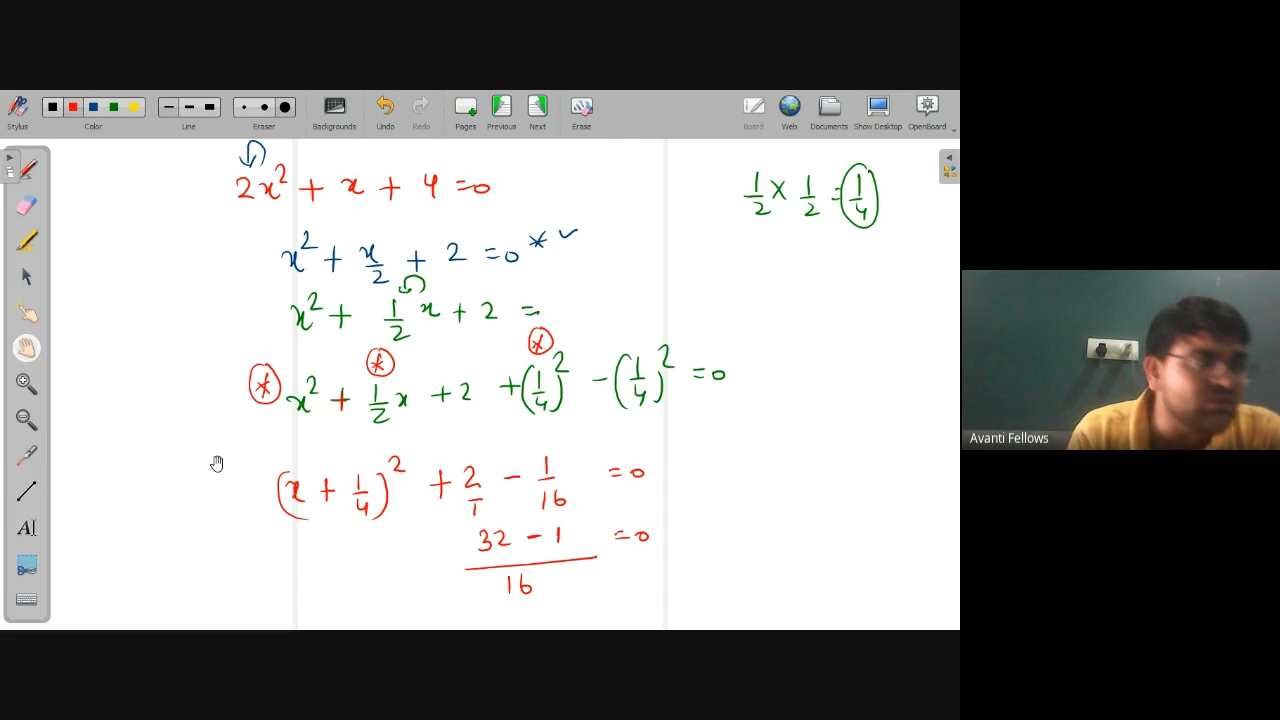 Stylus Color Line Eraser Backgrounds Undo Redo Pages Previous Next Erase Board Web Documents Show Desktop OpenBoard
2x² + x + 4 = 0
x² + x/2 + 2 = 0 * ✓
x² + 1/2 x + 2 =
* *
* x² + 1/2 x + 2 + (1/4)² - (1/4)² = 0
(x + 1/4)² + 2/1 - 1/16 = 0
32 - 1 = 0
16
1/2 × 1/2 = 1/4
Avanti Fellows
AI